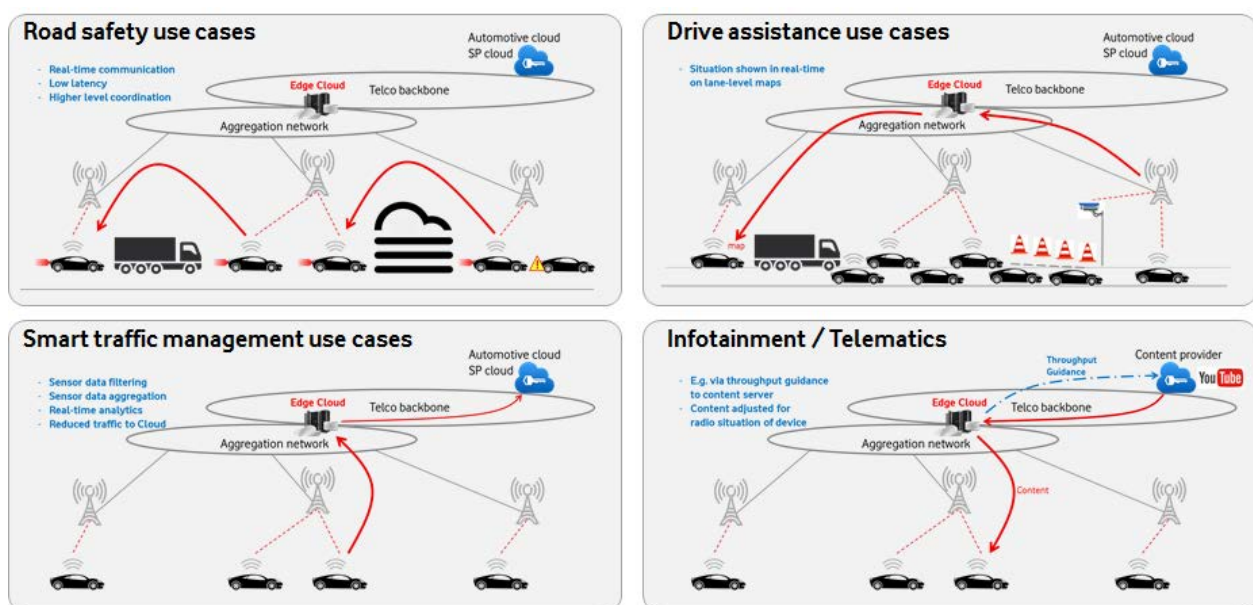 Road safety use cases
- Real-time communication
- Low latency
- Higher level coordination
Automotive cloud
SP cloud
Edge Cloud
Telco backbone
Aggregation network
Drive assistance use cases
- Situation shown in real-time
on lane-level maps
Automotive cloud
SP cloud
Edge Cloud
Telco backbone
Aggregation network
map
Smart traffic management use cases
- Sensor data filtering
- Sensor data aggregation
- Real-time analytics
- Reduced traffic to Cloud
Automotive cloud
SP cloud
Edge Cloud
Telco backbone
Aggregation network
Infotainment / Telematics
- E.g. via throughput guidance
to content server
- Content adjusted for
radio situation of device
Throughput
Guidance
Content provider
YouTube
Edge Cloud
Telco backbone
Aggregation network
Content